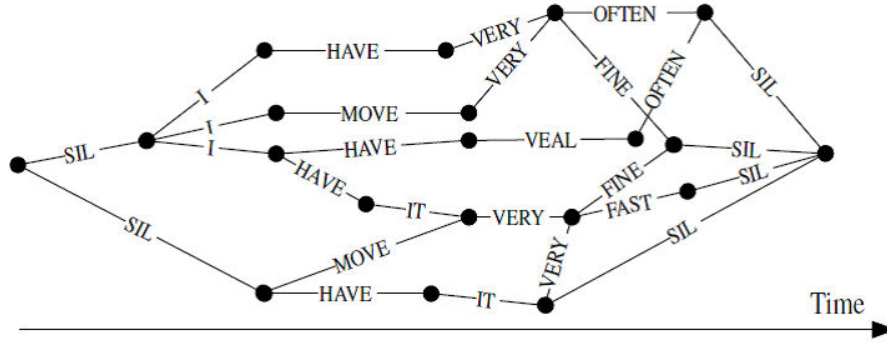 OFTEN
HAVE
VERY
I
VERY
FINE
OFTEN
SIL
I
MOVE
SIL
I
HAVE
VEAL
SIL
HAVE
FINE
SIL
IT
VERY
FAST
SIL
MOVE
SIL
VERY
HAVE
IT
Time